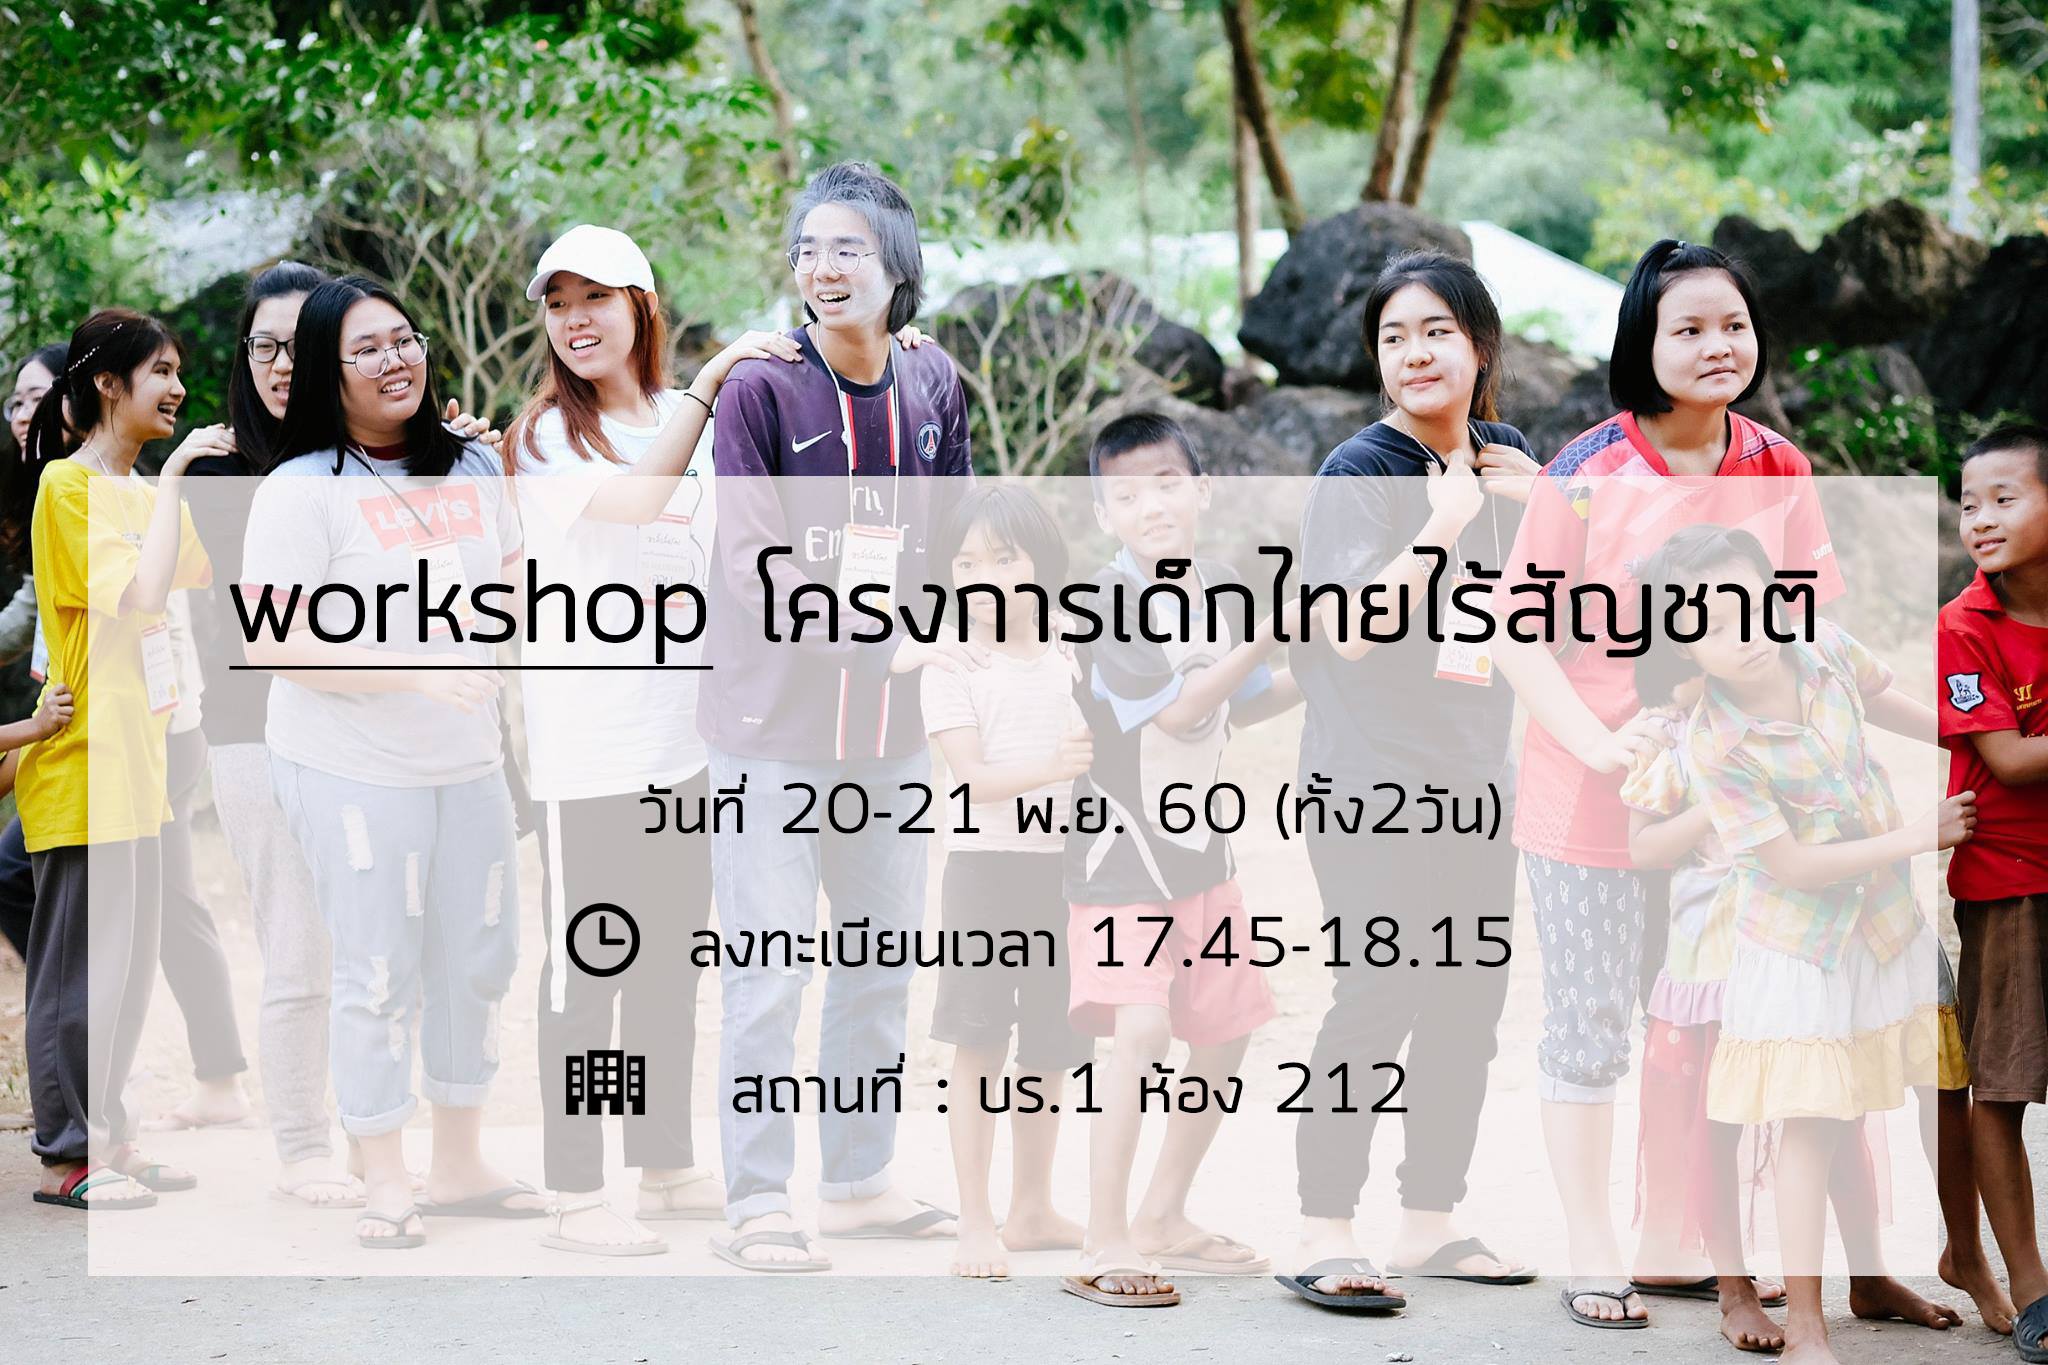 LEVI'S
workshop โครงการเด็กไทยไร้สัญชาติ
วันที่ 20-21 พ.ย. 60 (ทั้ง2วัน)
ลงทะเบียนเวลา 17.45-18.15
สถานที่ : บร.1 ห้อง 212